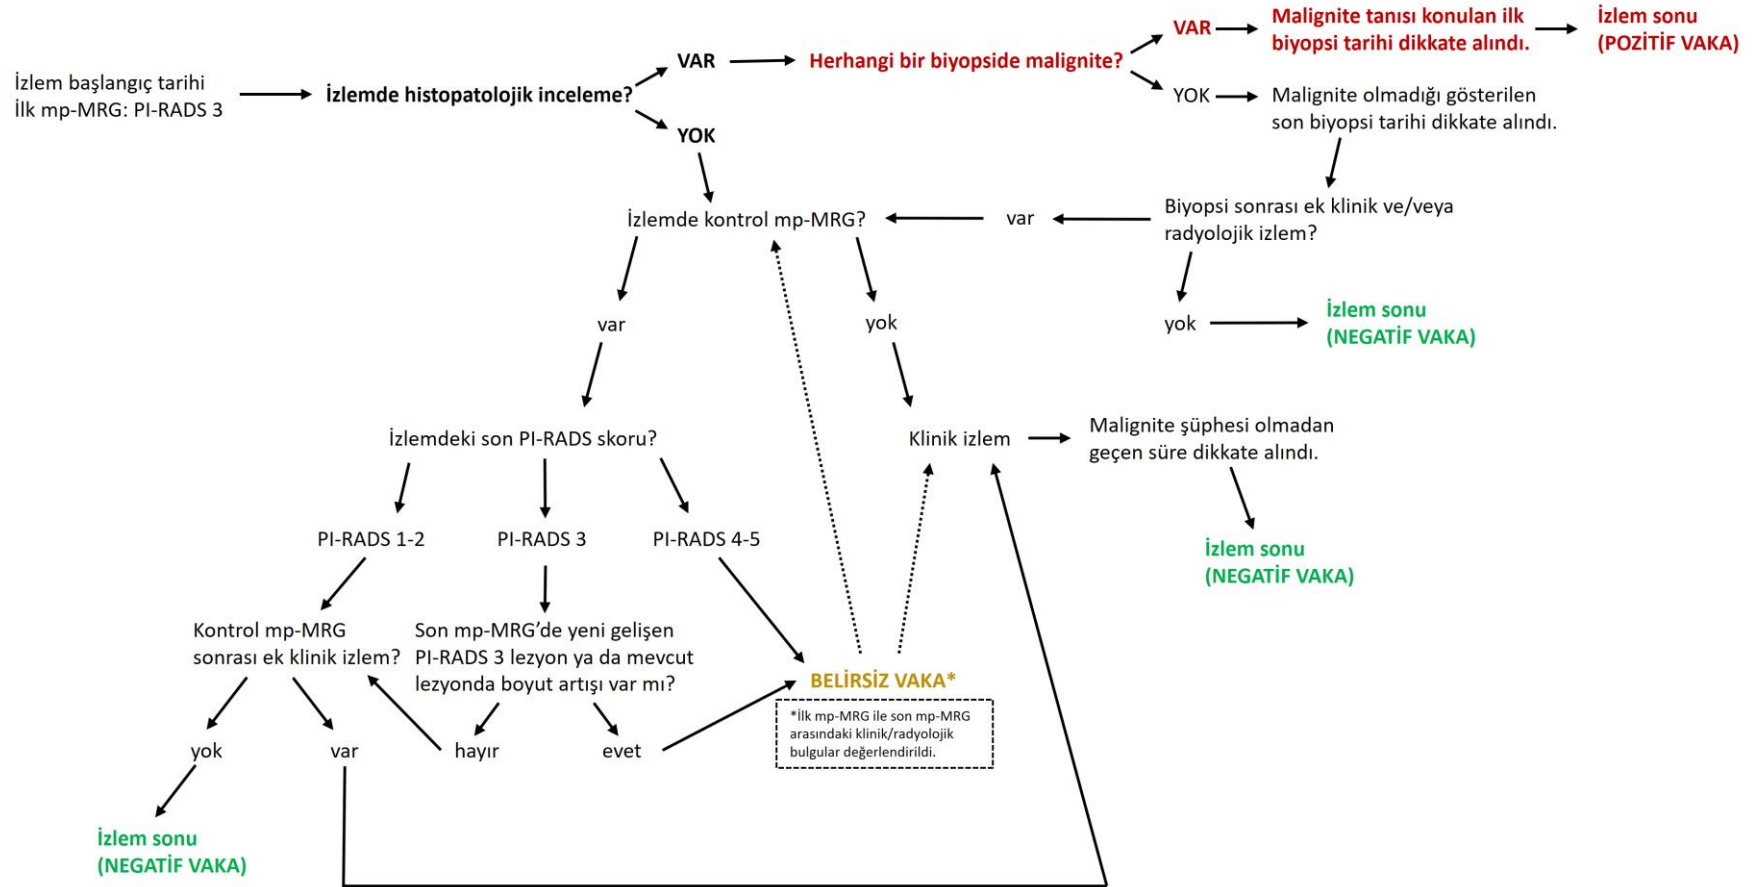 İzlem başlangıç tarihi
İlk mp-MRG: PI-RADS 3
İzlemde histopatolojik inceleme?
VAR
Herhangi bir biyopside malignite?
VAR
Malignite tanısı konulan ilk
biyopsi tarihi dikkate alındı.
İzlem sonu
(POZİTİF VAKA)
YOK
Malignite olmadığı gösterilen
son biyopsi tarihi dikkate alındı.
YOK
İzlemde kontrol mp-MRG?
var
Biyopsi sonrası ek klinik ve/veya
radyolojik izlem?
yok
İzlem sonu
(NEGATİF VAKA)
var
yok
İzlemdeki son PI-RADS skoru?
Klinik izlem
Malignite şüphesi olmadan
geçen süre dikkate alındı.
İzlem sonu
(NEGATİF VAKA)
PI-RADS 1-2
PI-RADS 3
PI-RADS 4-5
Kontrol mp-MRG
sonrası ek klinik izlem?
Son mp-MRG’de yeni gelişen
PI-RADS 3 lezyon ya da mevcut
lezyonda boyut artışı var mı?
BELİRSİZ VAKA*
*İlk mp-MRG ile son mp-MRG
arasındaki klinik/radyolojik
bulgular değerlendirildi.
yok
var
hayır
evet
İzlem sonu
(NEGATİF VAKA)